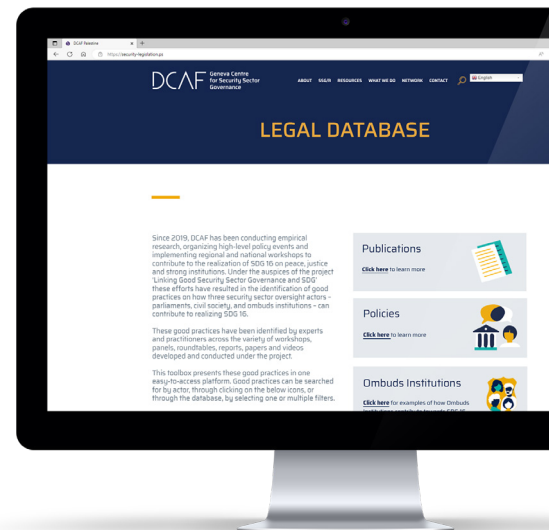 DCAF Palestine
https://security-legislation.ps
DCAF
Geneva Centre
for Security Sector
Governance
ABOUT SSG/R RESOURCES WHAT WE DO NETWORK CONTACT
English
LEGAL DATABASE
Since 2019, DCAF has been conducting empirical
research, organizing high-level policy events and
implementing regional and national workshops to
contribute to the realization of SDG 16 on peace, justice
and strong institutions. Under the auspices of the project
'Linking Good Security Sector Governance and SDG'
these efforts have resulted in the identification of good
practices on how three security sector oversight actors -
parliaments, civil society, and ombuds institutions - can
contribute to realizing SDG 16.
These good practices have been identified by experts
and practitioners across the variety of workshops,
panels, roundtables, reports, papers and videos
developed and conducted under the project.
This toolbox presents these good practices in one
easy-to-access platform. Good practices can be searched
for by actor, through clicking on the below icons, or
through the database, by selecting one or multiple filters.
Publications
Click here to learn more
Policies
Click here to learn more
Ombuds Institutions
Click here for examples of how Ombuds
Institutions contribute towards SDG 16